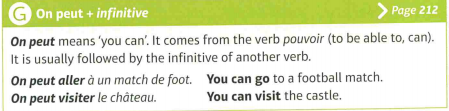 G On peut + infinitive Page 212
On peut means 'you can'. It comes from the verb pouvoir (to be able to, can).
It is usually followed by the infinitive of another verb.
On peut aller à un match de foot. You can go to a football match.
On peut visiter le château. You can visit the castle.